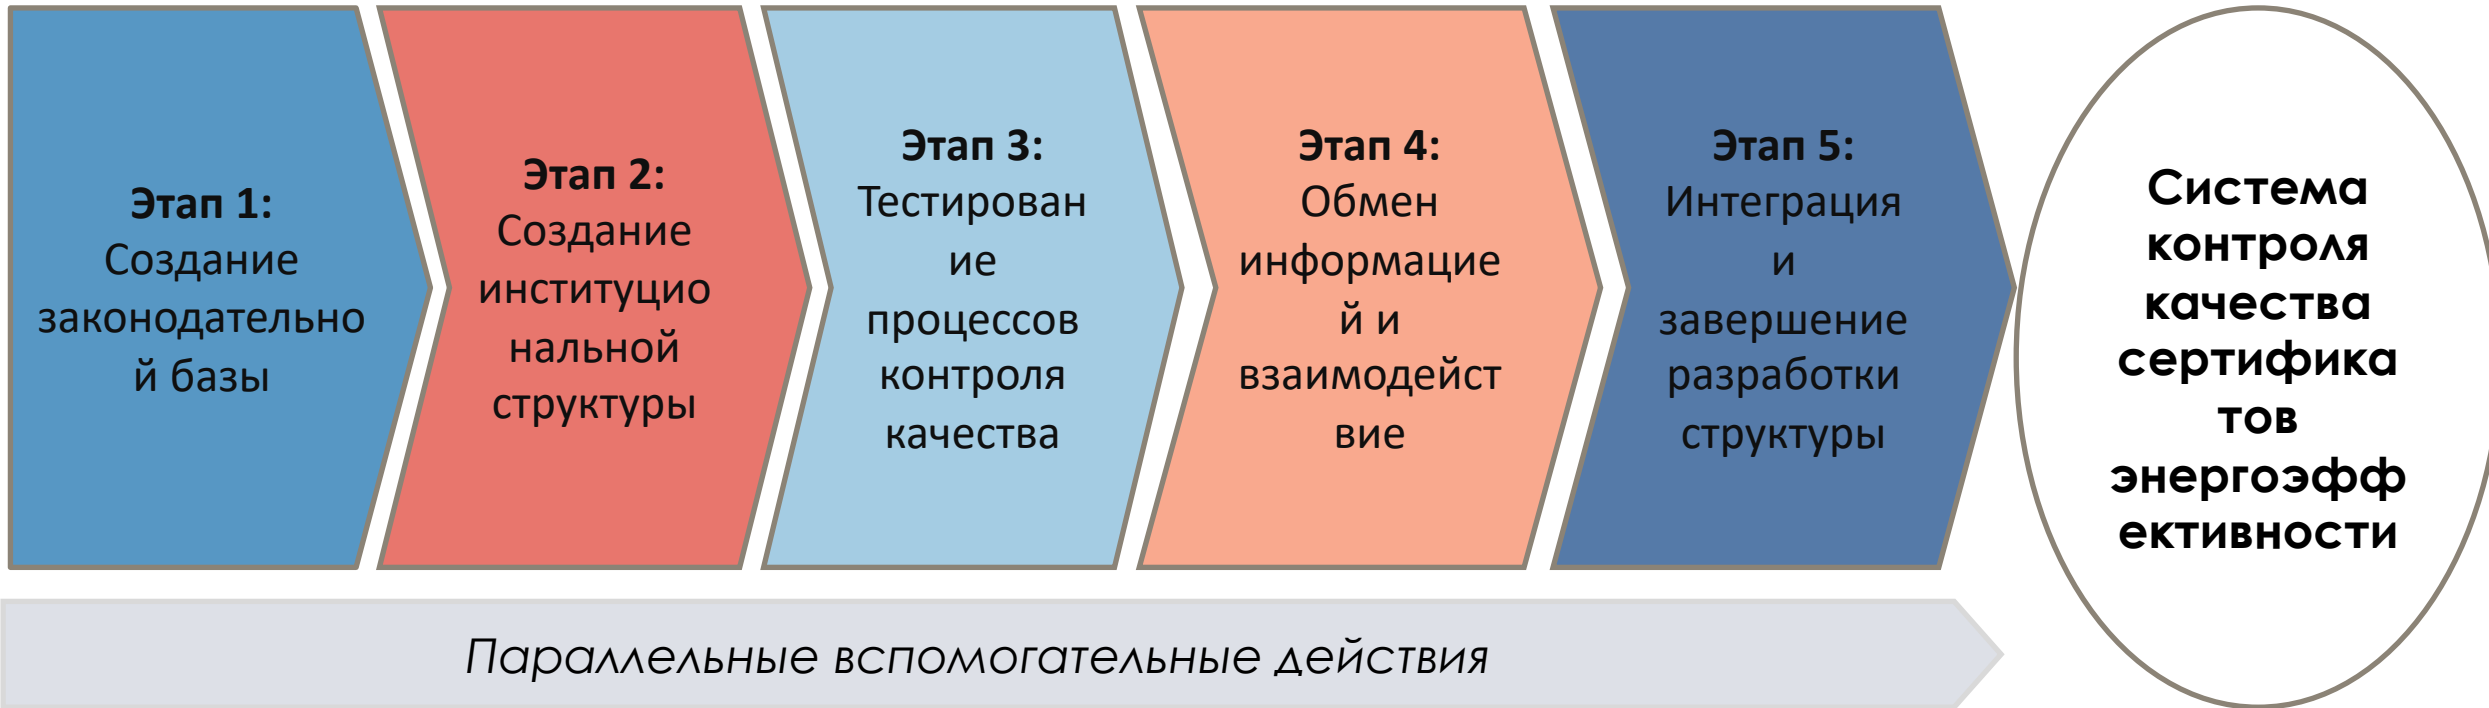 Этап 1:
Создание
законодательно
й базы
Этап 2:
Создание
институцио
нальной
структуры
Этап 3:
Тестирован
ие
процессов
контроля
качества
Этап 4:
Обмен
информацие
й и
взаимодейст
вие
Этап 5:
Интеграция
и
завершение
разработки
структуры
Система
контроля
качества
сертифика
тов
энергоэфф
ективности
Параллельные вспомогательные действия